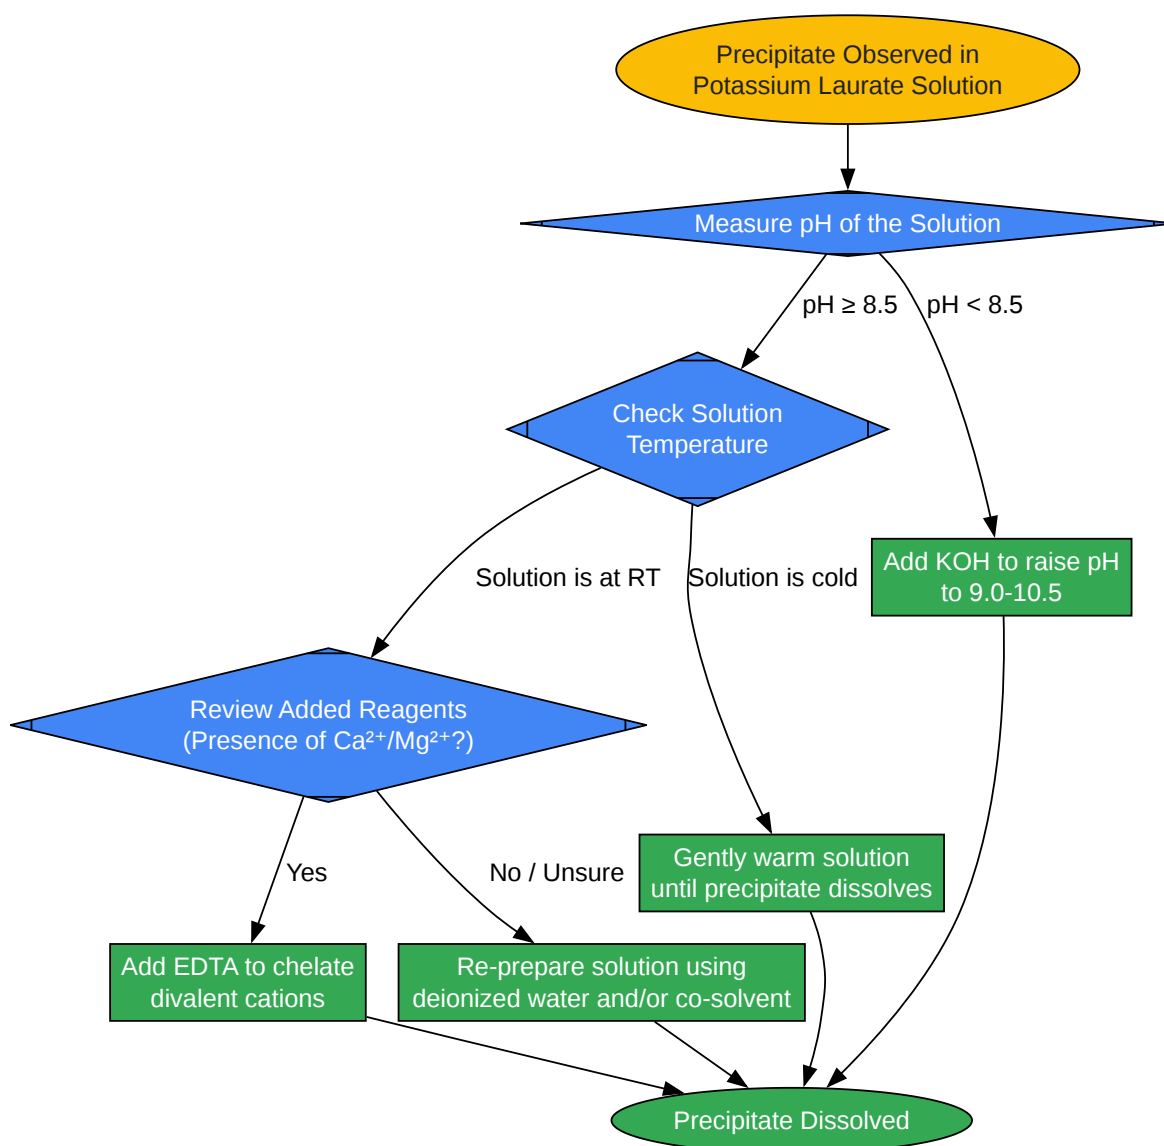 Precipitate Observed in
Potassium Laurate Solution
Measure pH of the Solution
pH ≥ 8.5
pH < 8.5
Check Solution
Temperature
Add KOH to raise pH
to 9.0-10.5
Solution is at RT
Solution is cold
Review Added Reagents
(Presence of Ca²⁺/Mg²⁺?)
Gently warm solution
until precipitate dissolves
Yes
No / Unsure
Add EDTA to chelate
divalent cations
Re-prepare solution using
deionized water and/or co-solvent
Precipitate Dissolved